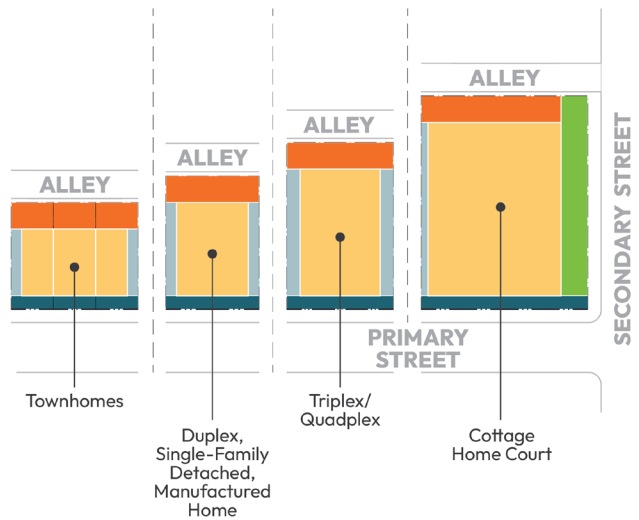 ALLEY
ALLEY
ALLEY
ALLEY
SECONDARY STREET
PRIMARY
STREET
Townhomes
Duplex,
Single-Family
Detached,
Manufactured
Home
Triplex/
Quadplex
Cottage
Home Court